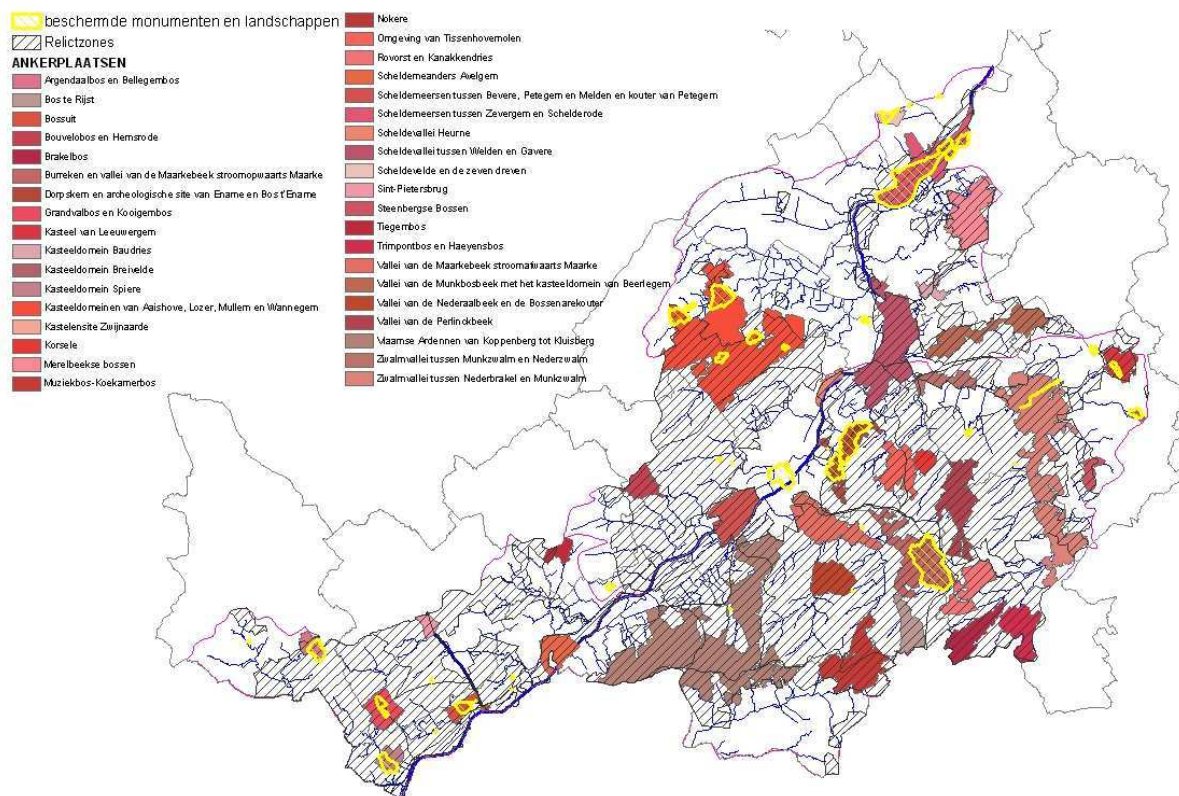 beschermde monumenten en landschappen
Relictzones
ANKERPLAATSEN
Argendaalbos en Bellegembos
Bos te Rijst
Bossuit
Bouvelobos en Hemsrode
Brakelbos
Burreken en vallei van de Maarkebeek stroomopwaarts Maarke
Dorpskern en archeologische site van Ename en Bos t'Ename
Grandvalbos en Kooigembos
Kasteel van Leeuwergem
Kasteeldomein Baudries
Kasteeldomein Breivelde
Kasteeldomein Spiere
Kasteeldomeinen van Aaishove, Lozer, Mullem en Wannegem
Kastelensite Zwijnaarde
Korsele
Merelbeekse bossen
Muziekbos-Koekamerbos
Nokere
Omgeving van Tissenhovemolen
Rovorst en Kanakkendries
Scheldemeanders Avelgem
Scheldemeersen tussen Bevere, Petegem en Melden en kouter van Petegem
Scheldemeersen tussen Zevergem en Schelderode
Scheldevallei Heurne
Scheldevallei tussen Welden en Gavere
Scheldevelde en de zeven dreven
Sint-Pietersbrug
Steenbergse Bossen
Tiegembos
Trimpontbos en Haeyensbos
Vallei van de Maarkebeek stroomafwaarts Maarke
Vallei van de Munkbosbeek met het kasteeldomein van Beerlegem
Vallei van de Nederaalbeek en de Bossenarekouter
Vallei van de Perlinckbeek
Vlaamse Ardennen van Koppenberg tot Kluisberg
Zwalmvallei tussen Munkzwalm en Nederzwalm
Zwalmvallei tussen Nederbrakel en Munkzwalm